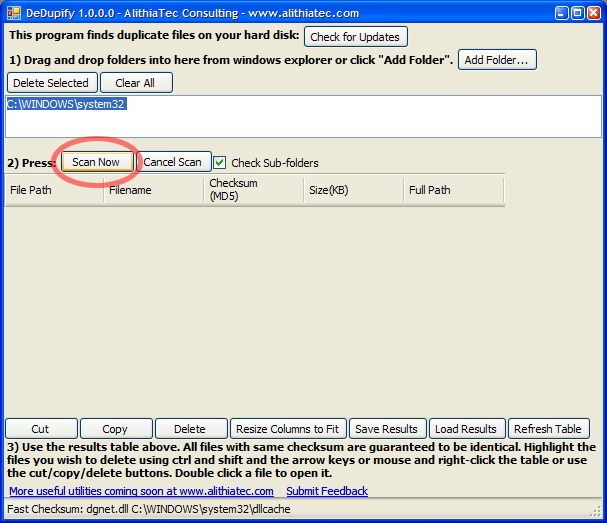 DeDupify 1.0.0.0 - AlithiaTec Consulting - www.alithiatec.com
This program finds duplicate files on your hard disk: Check for Updates
1) Drag and drop folders into here from windows explorer or click "Add Folder". Add Folder...
Delete Selected Clear All
C:\WINDOWS\system32
2) Press: Scan Now Cancel Scan Check Sub-folders
File Path Filename Checksum (MD5) Size(KB) Full Path
Cut Copy Delete Resize Columns to Fit Save Results Load Results Refresh Table
3) Use the results table above. All files with same checksum are guaranteed to be identical. Highlight the
files you wish to delete using ctrl and shift and the arrow keys or mouse and right-click the table or use
the cut/copy/delete buttons. Double click a file to open it.
More useful utilities coming soon at www.alithiatec.com Submit Feedback
Fast Checksum: dgnet.dll C:\WINDOWS\system32\dllcache